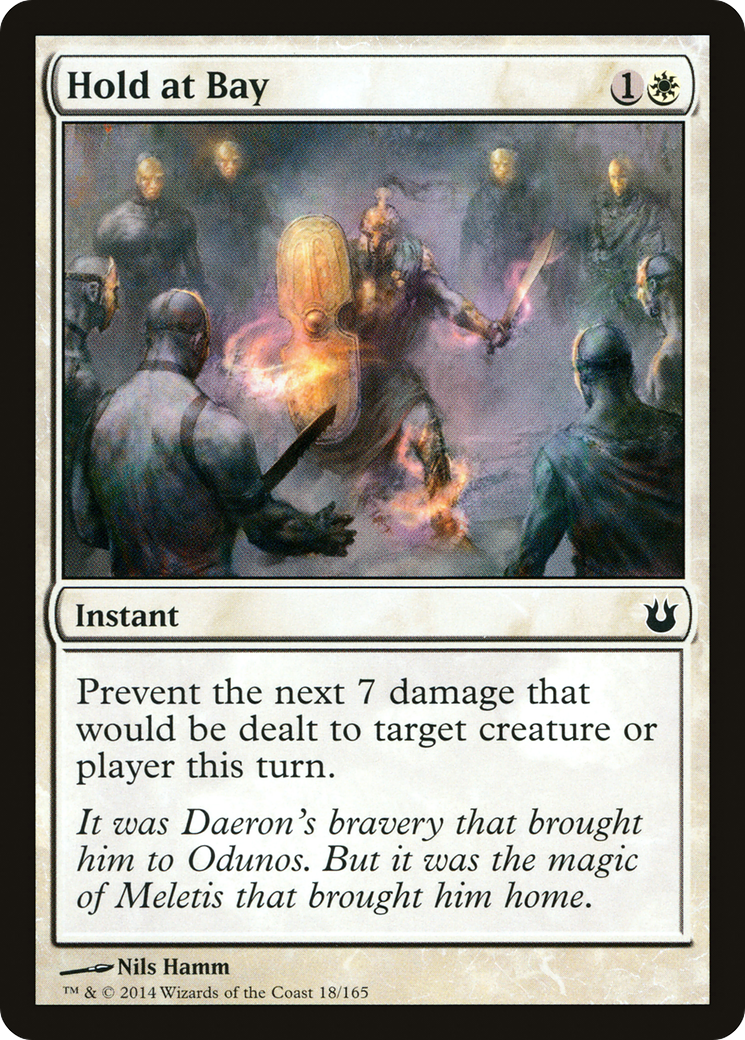 Hold at Bay 1
Instant
Prevent the next 7 damage that
would be dealt to target creature or
player this turn.
It was Daeron's bravery that brought
him to Odunos. But it was the magic
of Meletis that brought him home.
Nils Hamm
™ & © 2014 Wizards of the Coast 18/165